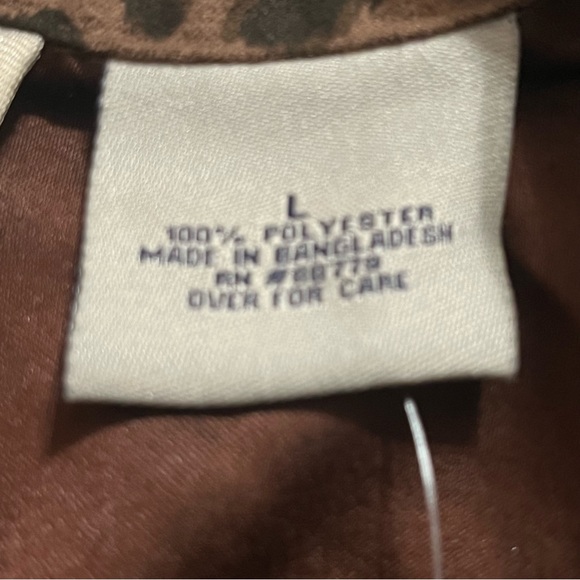 L
100% POLYESTER
MADE IN BANGLADESH
RN
OVER FOR CARE